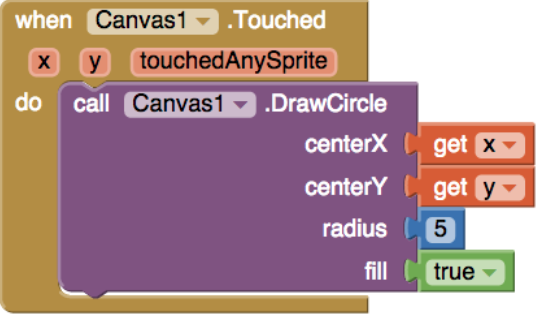 when Canvas1 .Touched
x y touchedAnySprite
do call Canvas1 .DrawCircle
centerX get x
centerY get y
radius 5
fill true